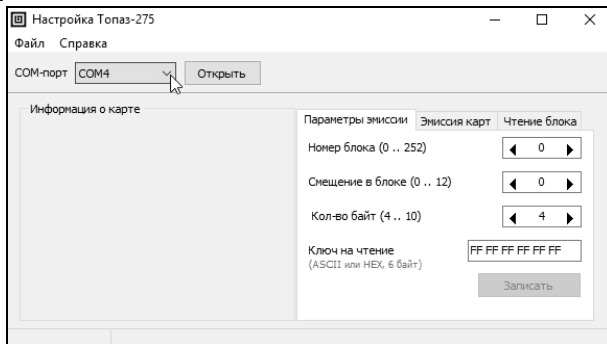 Настройка Топаз-275
Файл Справка
COM-порт COM4 Открыть
Информация о карте
Параметры эмиссии Эмиссия карт Чтение блока
Номер блока (0 .. 252) 0
Смещение в блоке (0 .. 12) 0
Кол-во байт (4 .. 10) 4
Ключ на чтение FF FF FF FF FF FF
(ASCII или HEX, 6 байт)
Записать